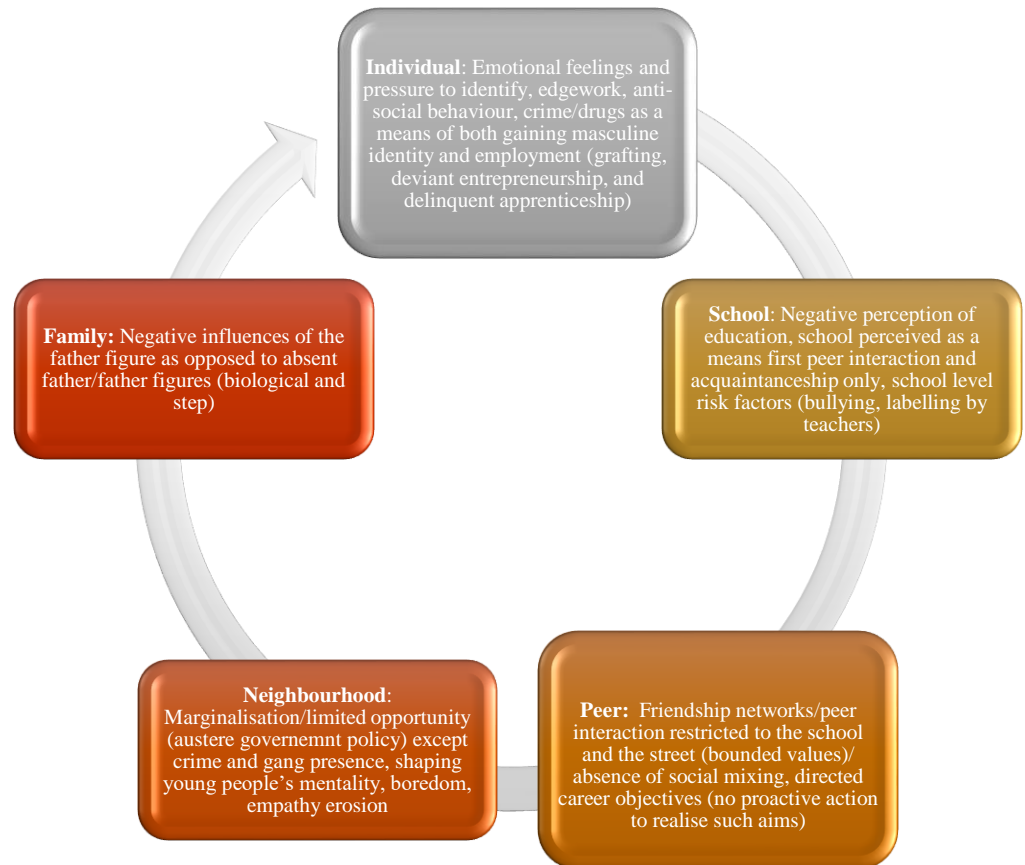 Individual: Emotional feelings and
pressure to identify, edgework, anti-
social behaviour, crime/drugs as a
means of both gaining masculine
identity and employment (grafting,
deviant entrepreneurship, and
delinquent apprenticeship)
School: Negative perception of
education, school perceived as a
means first peer interaction and
acquaintanceship only, school level
risk factors (bullying, labelling by
teachers)
Peer: Friendship networks/peer
interaction restricted to the school
and the street (bounded values)/
absence of social mixing, directed
career objectives (no proactive action
to realise such aims)
Neighbourhood:
Marginalisation/limited opportunity
(austere governemnt policy) except
crime and gang presence, shaping
young people’s mentality, boredom,
empathy erosion
Family: Negative influences of the
father figure as opposed to absent
father/father figures (biological and
step)